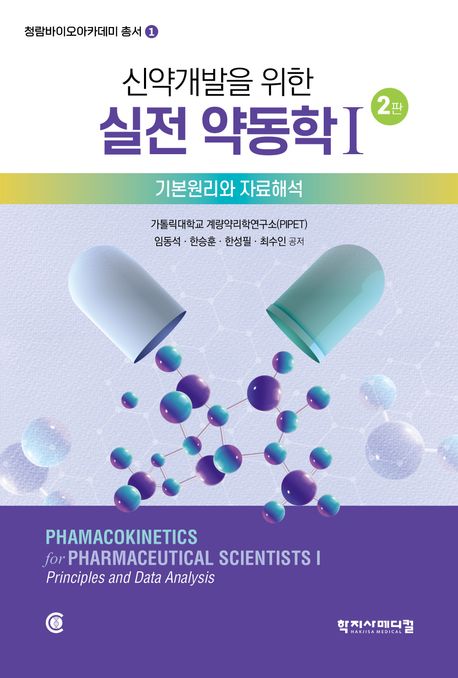 청람바이오아카데미 총서 1
신약개발을 위한
실전 약동학 I
2판
기본원리와 자료해석
가톨릭대학교 계량약리학연구소(PIPET)
임동석 · 한승훈 · 한성필 · 최수인 공저
PHAMACOKINETICS
for PHARMACEUTICAL SCIENTISTS I
Principles and Data Analysis
학지사메디컬
HAKJISA MEDICAL